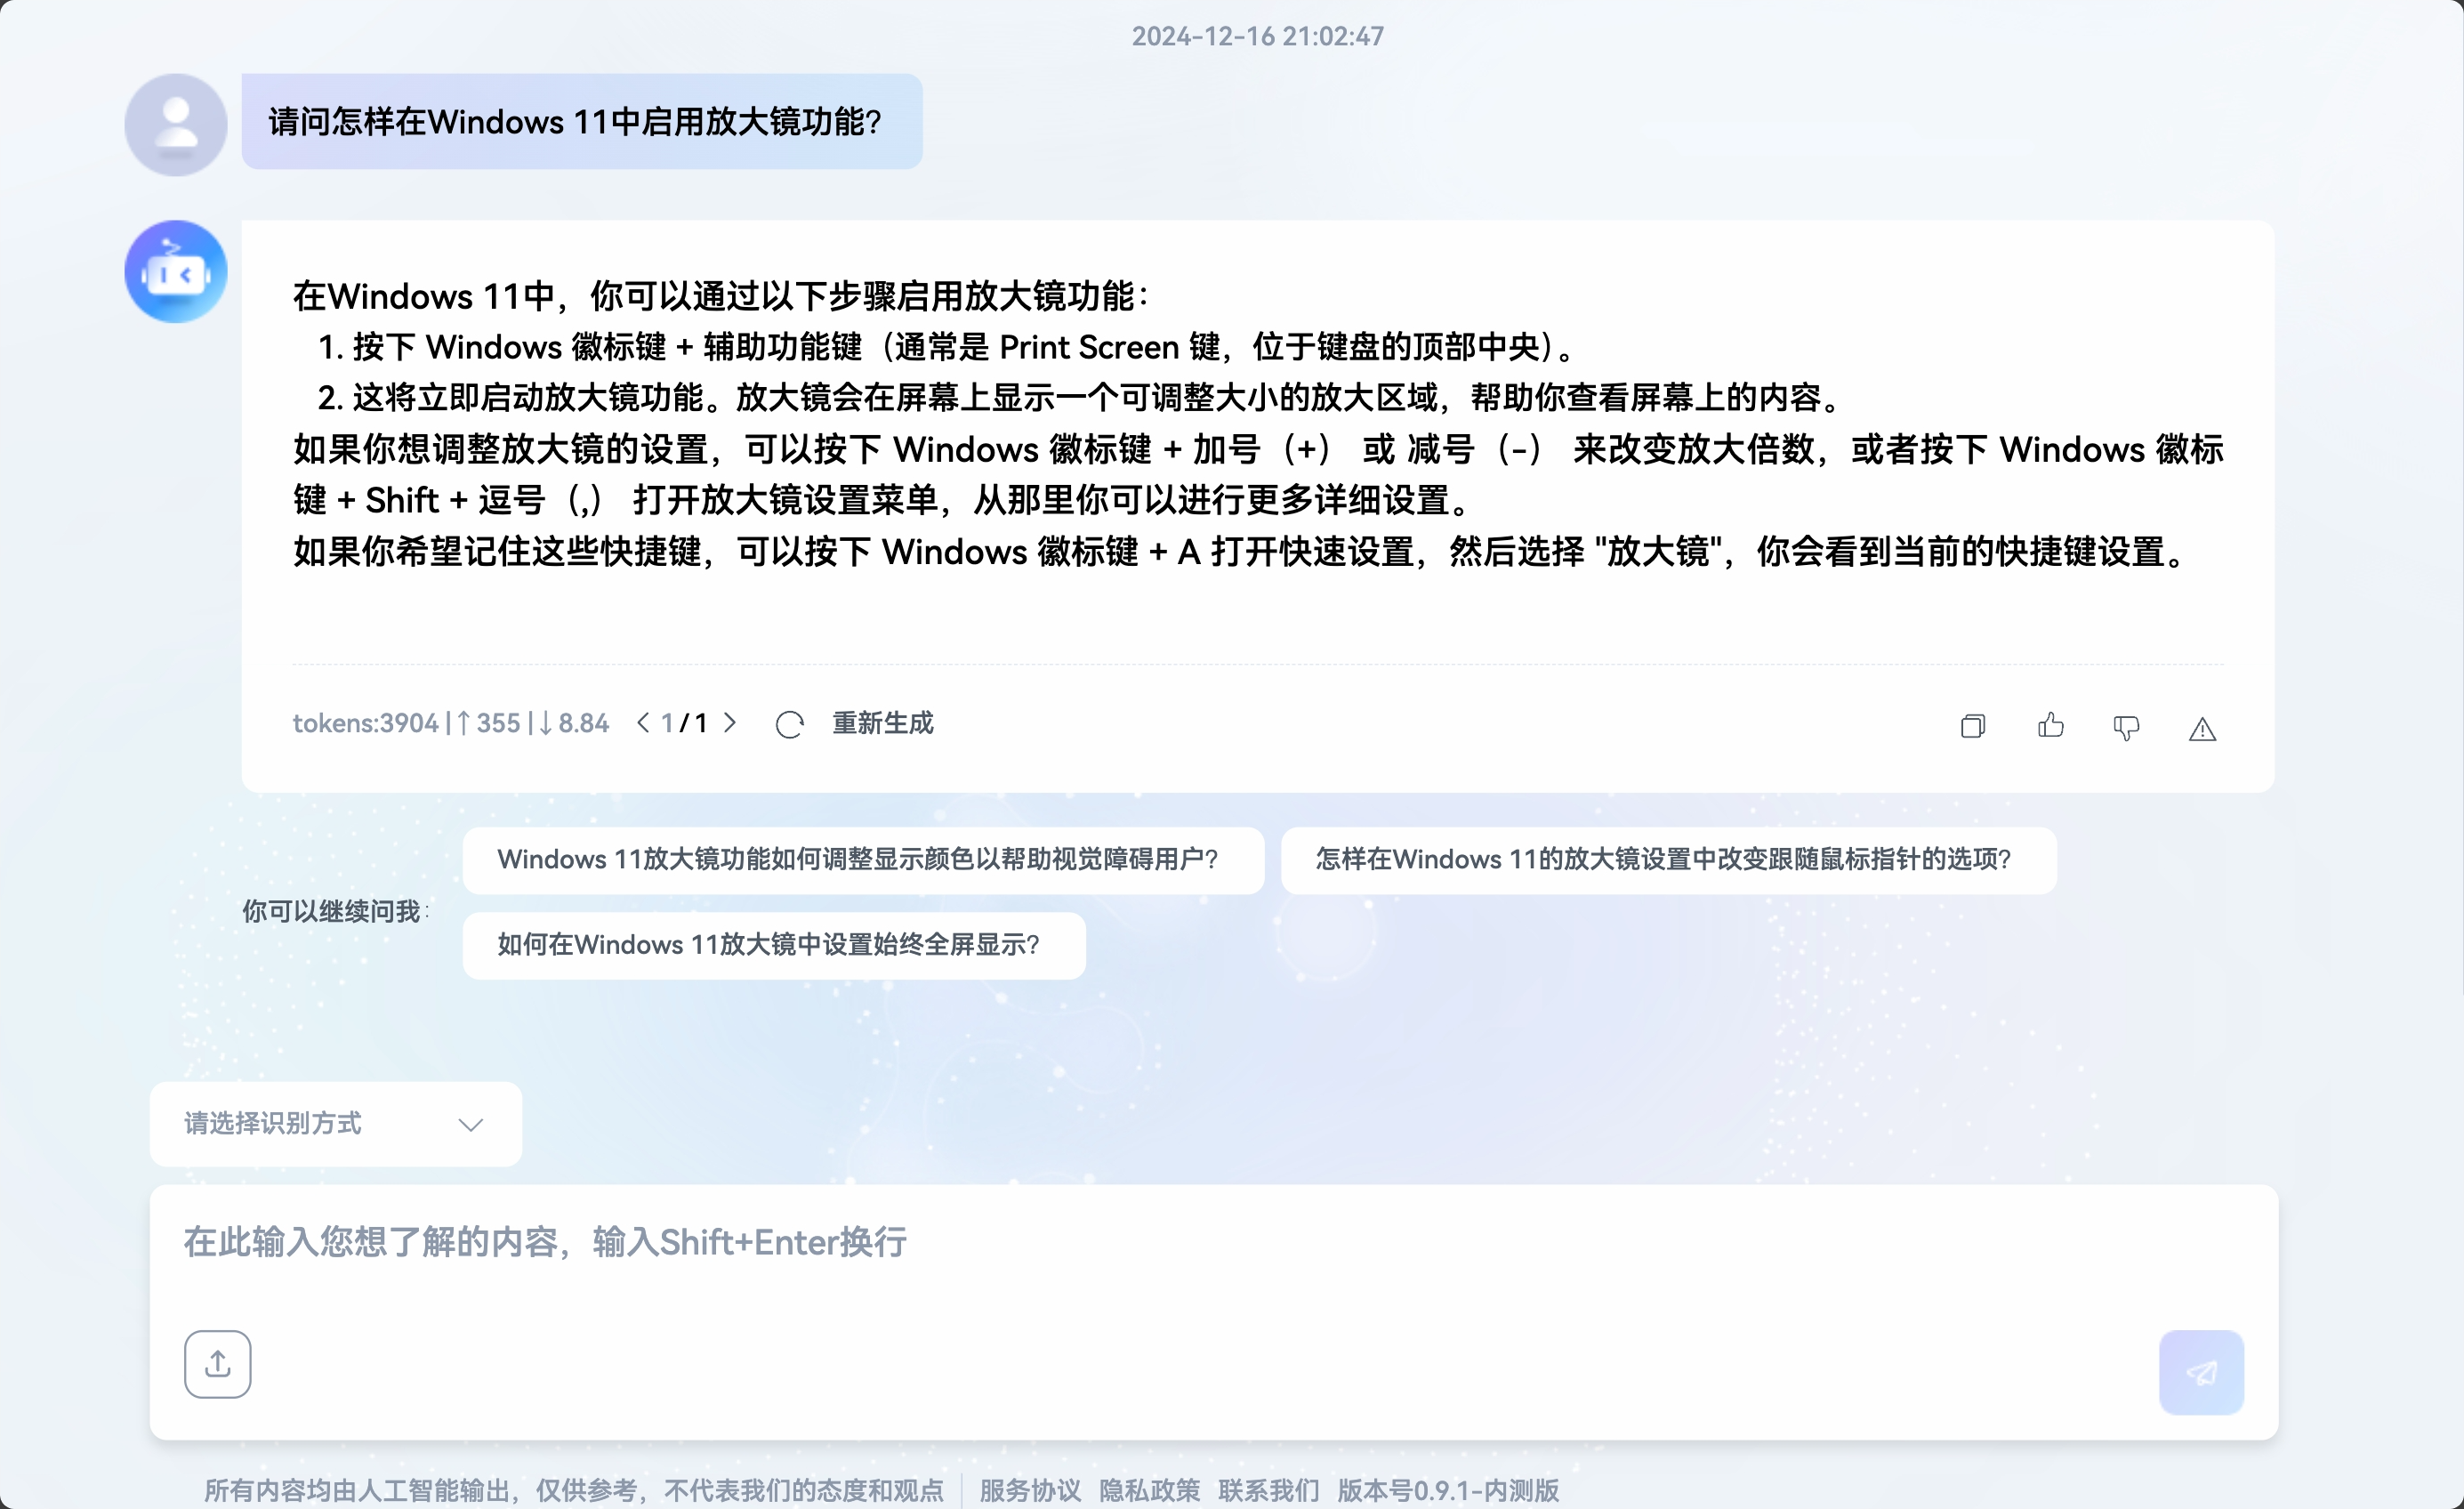 2024-12-16 21:02:47
请问怎样在Windows 11中启用放大镜功能？
在Windows 11中，你可以通过以下步骤启用放大镜功能：
1. 按下 Windows 徽标键 + 辅助功能键（通常是 Print Screen 键，位于键盘的顶部中央）。
2. 这将立即启动放大镜功能。放大镜会在屏幕上显示一个可调整大小的放大区域，帮助你查看屏幕上的内容。
如果你想调整放大镜的设置，可以按下 Windows 徽标键 + 加号（+） 或 减号（-） 来改变放大倍数，或者按下 Windows 徽标
键 + Shift + 逗号（,） 打开放大镜设置菜单，从那里你可以进行更多详细设置。
如果你希望记住这些快捷键，可以按下 Windows 徽标键 + A 打开快速设置，然后选择 "放大镜"，你会看到当前的快捷键设置。
tokens:3904 | ↑ 355 | ↓ 8.84 < 1 / 1 > 重新生成
Windows 11放大镜功能如何调整显示颜色以帮助视觉障碍用户？ 怎样在Windows 11的放大镜设置中改变跟随鼠标指针的选项？
你可以继续问我：
如何在Windows 11放大镜中设置始终全屏显示？
请选择识别方式
在此输入您想了解的内容，输入Shift+Enter换行
所有内容均由人工智能输出，仅供参考，不代表我们的态度和观点 | 服务协议 隐私政策 联系我们 版本号0.9.1-内测版